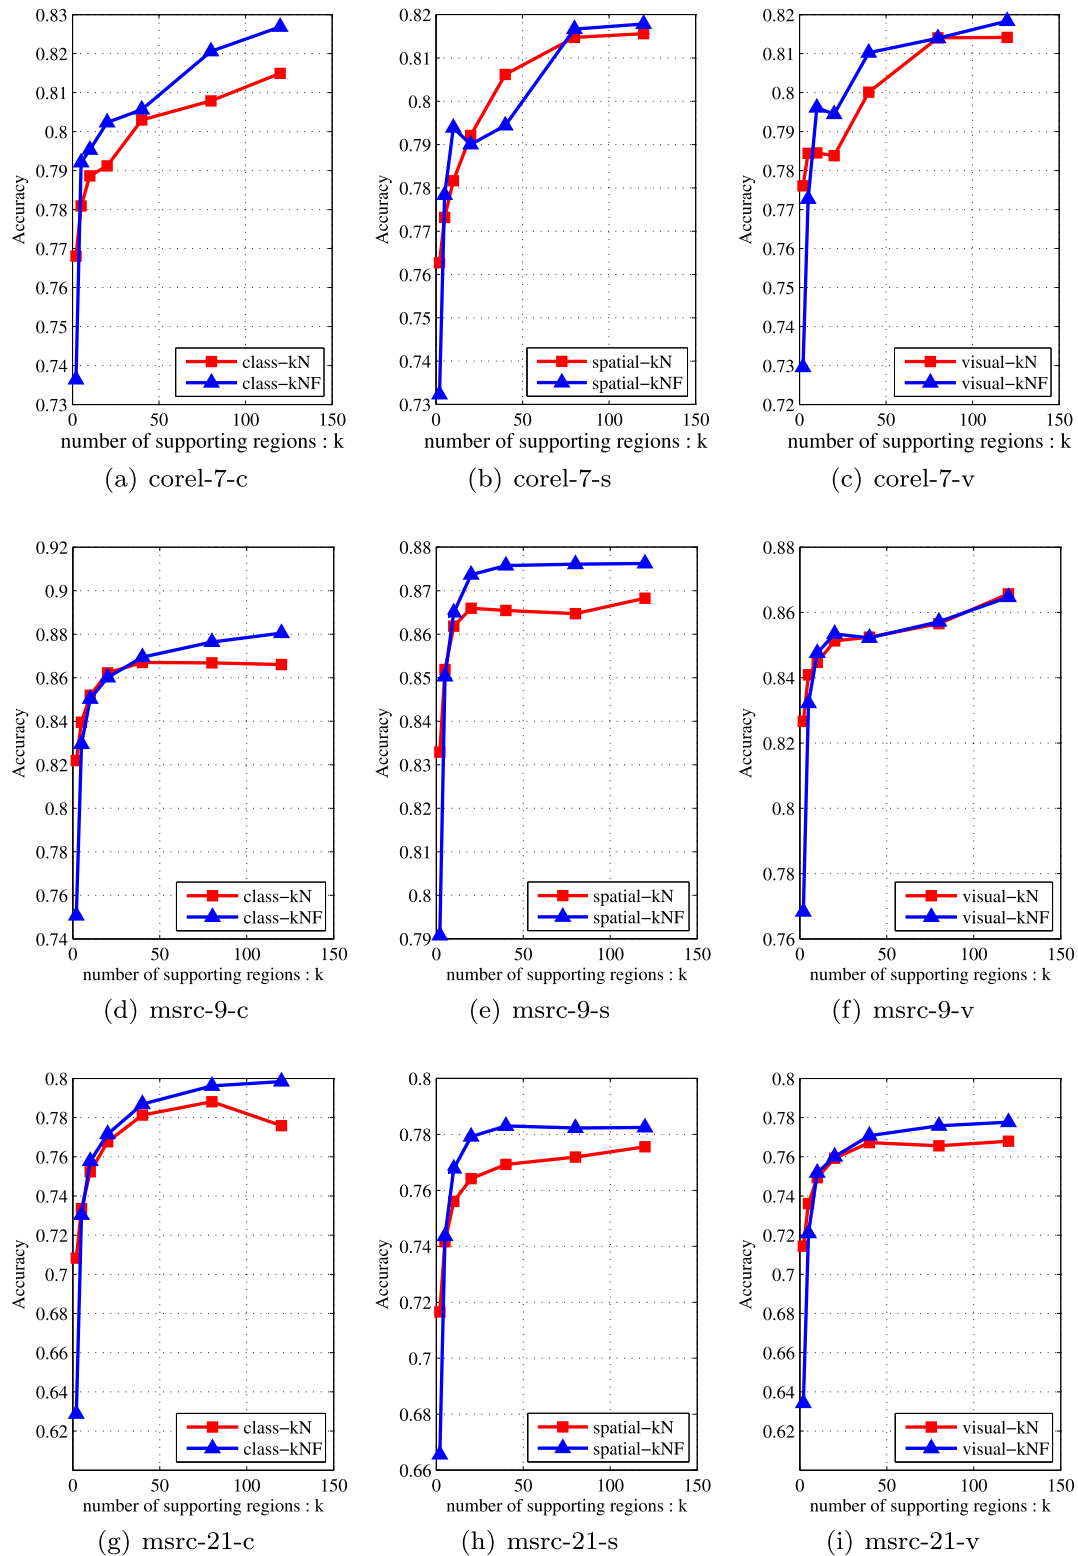 0.83
0.82
0.81
0.8
0.79
0.78
0.77
0.76
0.75
0.74
0.73
Accuracy
class–kN
class–kNF
0 50 100 150
number of supporting regions : k
(a) corel-7-c
0.82
0.81
0.8
0.79
0.78
0.77
0.76
0.75
0.74
0.73
Accuracy
spatial–kN
spatial–kNF
0 50 100 150
number of supporting regions : k
(b) corel-7-s
0.82
0.81
0.8
0.79
0.78
0.77
0.76
0.75
0.74
0.73
0.72
Accuracy
visual–kN
visual–kNF
0 50 100 150
number of supporting regions : k
(c) corel-7-v
0.92
0.9
0.88
0.86
0.84
0.82
0.8
0.78
0.76
0.74
Accuracy
class–kN
class–kNF
0 50 100 150
number of supporting regions : k
(d) msrc-9-c
0.88
0.87
0.86
0.85
0.84
0.83
0.82
0.81
0.8
0.79
Accuracy
spatial–kN
spatial–kNF
0 50 100 150
number of supporting regions : k
(e) msrc-9-s
0.88
0.86
0.84
0.82
0.8
0.78
0.76
Accuracy
visual–kN
visual–kNF
0 50 100 150
number of supporting regions : k
(f) msrc-9-v
0.8
0.78
0.76
0.74
0.72
0.7
0.68
0.66
0.64
0.62
Accuracy
class–kN
class–kNF
0 50 100 150
number of supporting regions : k
(g) msrc-21-c
0.8
0.78
0.76
0.74
0.72
0.7
0.68
0.66
Accuracy
spatial–kN
spatial–kNF
0 50 100 150
number of supporting regions : k
(h) msrc-21-s
0.8
0.78
0.76
0.74
0.72
0.7
0.68
0.66
0.64
0.62
Accuracy
visual–kN
visual–kNF
0 50 100 150
number of supporting regions : k
(i) msrc-21-v